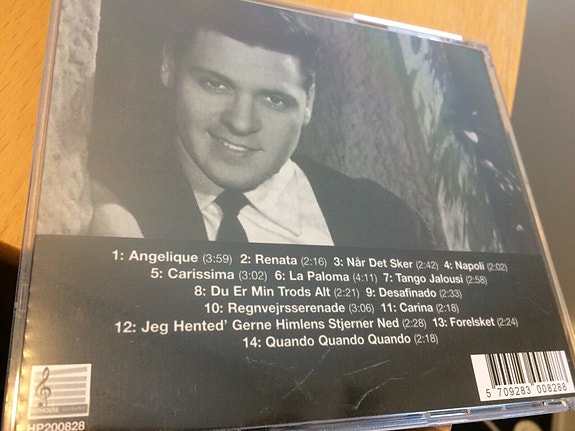 1: Angelique (3:59) 2: Renata (2:16) 3: Når Det Sker (2:42) 4: Napoli (2:02)
5: Carissima (3:02) 6: La Paloma (4:11) 7: Tango Jalousi (2:58)
8: Du Er Min Trods Alt (2:21) 9: Desafinado (2:33)
10: Regnvejrsserenade (3:06) 11: Carina (2:18)
12: Jeg Hented' Gerne Himlens Stjerner Ned (2:28) 13: Forelsket (2:24)
14: Quando Quando Quando (2:18)
HP200828
5 709283 008288